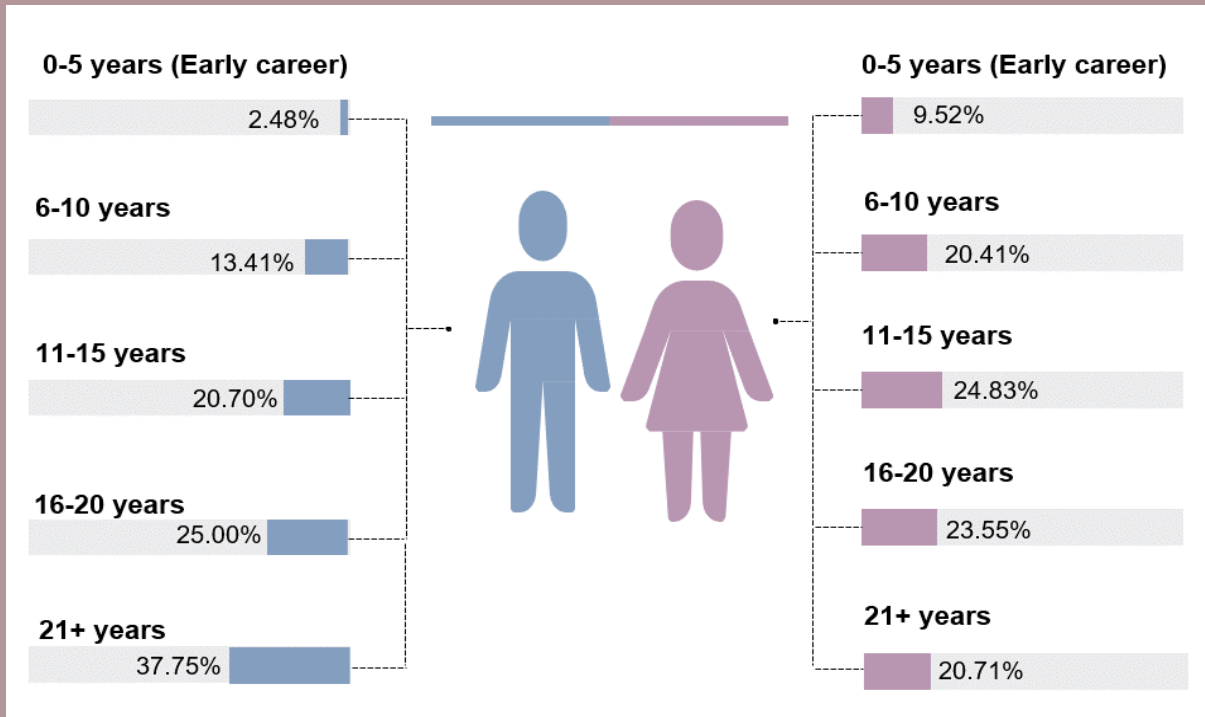 0-5 years (Early career)
2.48%
6-10 years
13.41%
11-15 years
20.70%
16-20 years
25.00%
21+ years
37.75%
0-5 years (Early career)
9.52%
6-10 years
20.41%
11-15 years
24.83%
16-20 years
23.55%
21+ years
20.71%